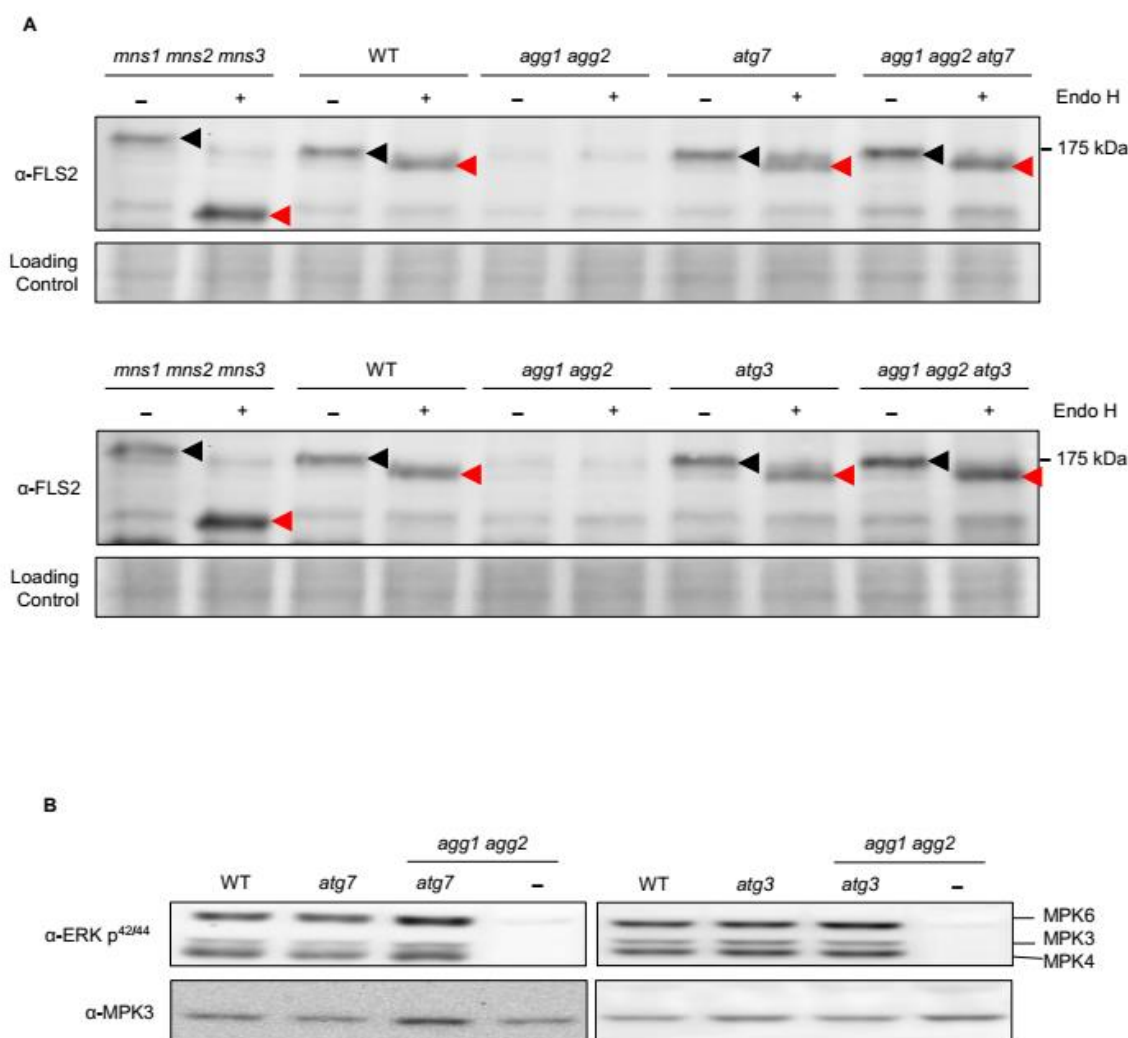 A
mns1 mns2 mns3 WT agg1 agg2 atg7 agg1 agg2 atg7
– + – + – + – + – + Endo H
α-FLS2
175 kDa
Loading
Control
mns1 mns2 mns3 WT agg1 agg2 atg3 agg1 agg2 atg3
– + – + – + – + – + Endo H
α-FLS2
175 kDa
Loading
Control
B
agg1 agg2 agg1 agg2
WT atg7 atg7 – WT atg3 atg3 –
α-ERK p42/44
MPK6
MPK3
MPK4
α-MPK3